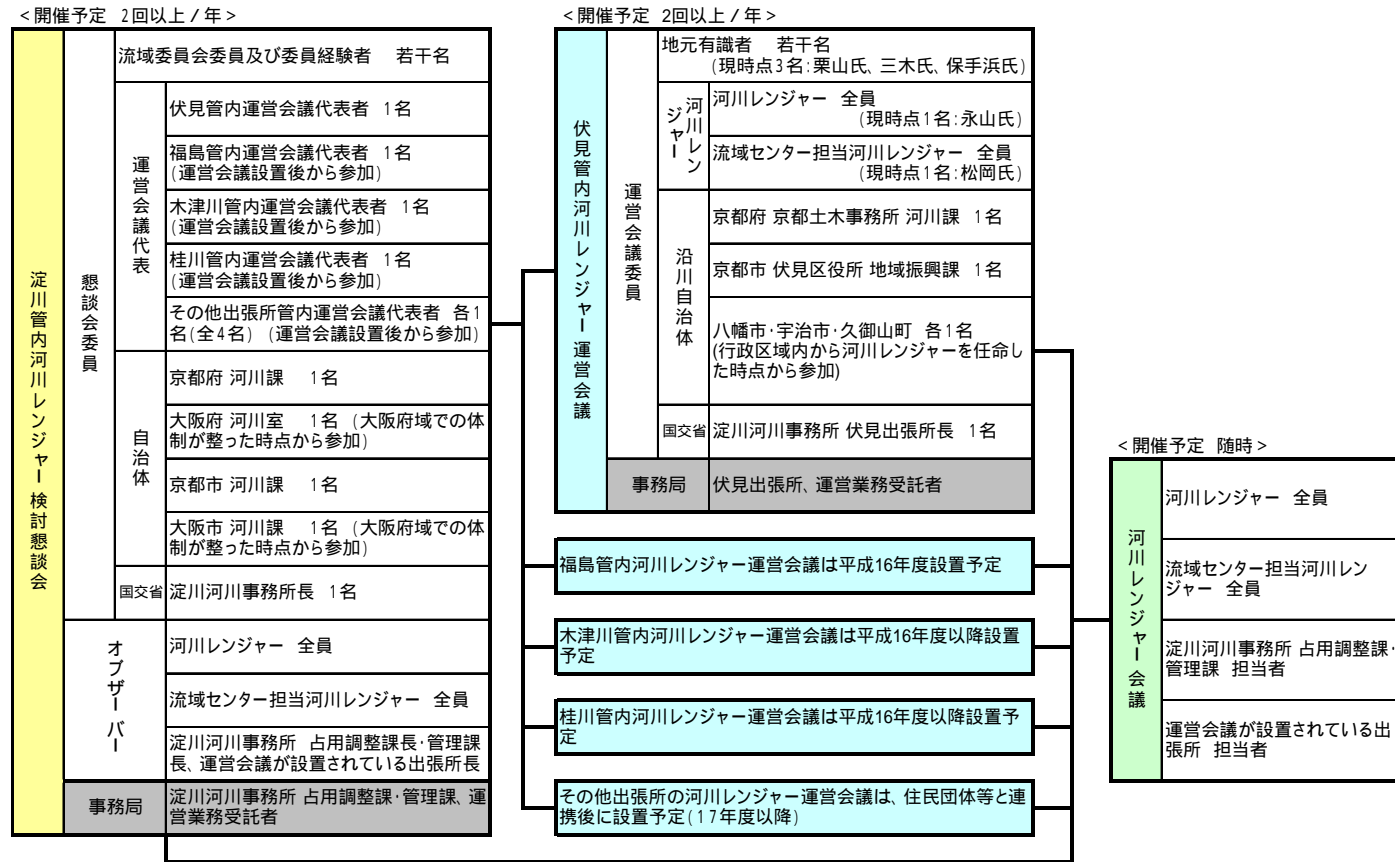 <開催予定 2回以上/年>
淀川管内河川レンジャー 検討懇談会
懇談会委員
流域委員会委員及び委員経験者 若干名
運営会議代表
伏見管内運営会議代表者 1名
福島管内運営会議代表者 1名
(運営会議設置後から参加)
木津川管内運営会議代表者 1名
(運営会議設置後から参加)
桂川管内運営会議代表者 1名
(運営会議設置後から参加)
その他出張所管内運営会議代表者 各1
名(全4名) (運営会議設置後から参加)
自治体
京都府 河川課 1名
大阪府 河川室 1名 (大阪府域での体
制が整った時点から参加)
京都市 河川課 1名
大阪市 河川課 1名 (大阪府域での体
制が整った時点から参加)
国交省
淀川河川事務所長 1名
オブザーバー
河川レンジャー 全員
流域センター担当河川レンジャー 全員
淀川河川事務所 占用調整課長・管理課
長、運営会議が設置されている出張所長
事務局
淀川河川事務所 占用調整課・管理課、運
営業務受託者
<開催予定 2回以上/年>
伏見管内河川レンジャー 運営会議
運営会議委員
地元有識者 若干名
(現時点3名:栗山氏、三木氏、保手浜氏)
河川レン
ジャー
河川レンジャー 全員
(現時点1名:永山氏)
流域センター担当河川レンジャー 全員
(現時点1名:松岡氏)
沿川自治体
京都府 京都土木事務所 河川課 1名
京都市 伏見区役所 地域振興課 1名
八幡市・宇治市・久御山町 各1名
(行政区域内から河川レンジャーを任命し
た時点から参加)
国交省
淀川河川事務所 伏見出張所長 1名
事務局
伏見出張所、運営業務受託者
福島管内河川レンジャー運営会議は平成16年度設置予定
木津川管内河川レンジャー運営会議は平成16年度以降設置
予定
桂川管内河川レンジャー運営会議は平成16年度以降設置予
定
その他出張所の河川レンジャー運営会議は、住民団体等と連
携後に設置予定(17年度以降)
<開催予定 随時>
河川レンジャー 会議
河川レンジャー 全員
流域センター担当河川レン
ジャー 全員
淀川河川事務所 占用調整課・
管理課 担当者
運営会議が設置されている出
張所 担当者